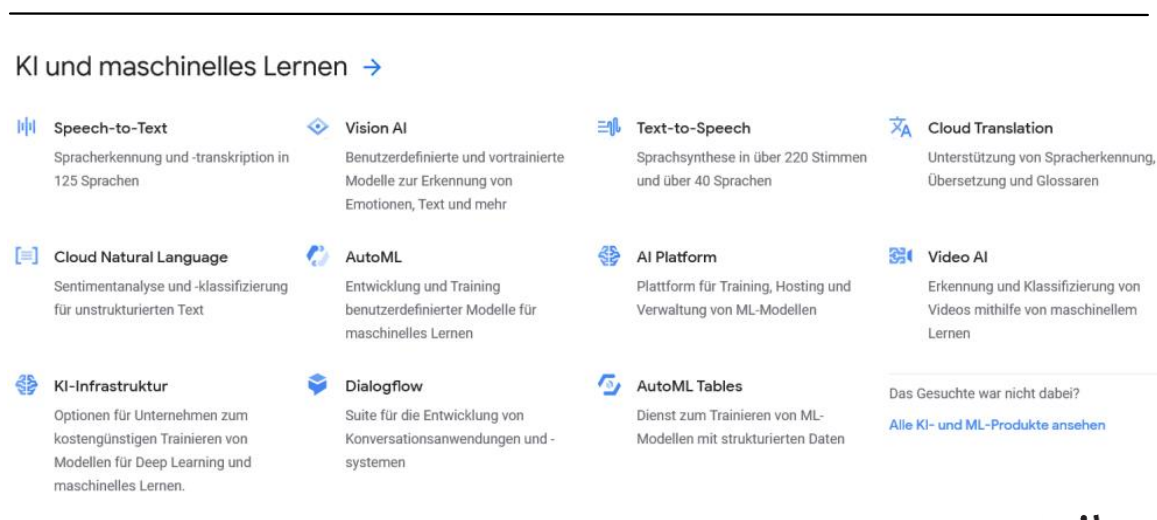 KI und maschinelles Lernen →
Speech-to-Text
Spracherkennung und -transkription in
125 Sprachen
Vision AI
Benutzerdefinierte und vortrainierte
Modelle zur Erkennung von
Emotionen, Text und mehr
Text-to-Speech
Sprachsynthese in über 220 Stimmen
und über 40 Sprachen
Cloud Translation
Unterstützung von Spracherkennung,
Übersetzung und Glossaren
Cloud Natural Language
Sentimentanalyse und -klassifizierung
für unstrukturierten Text
AutoML
Entwicklung und Training
benutzerdefinierter Modelle für
maschinelles Lernen
AI Platform
Plattform für Training, Hosting und
Verwaltung von ML-Modellen
Video AI
Erkennung und Klassifizierung von
Videos mithilfe von maschinellem
Lernen
KI-Infrastruktur
Optionen für Unternehmen zum
kostengünstigen Trainieren von
Modellen für Deep Learning und
maschinelles Lernen.
Dialogflow
Suite für die Entwicklung von
Konversationsanwendungen und -
systemen
AutoML Tables
Dienst zum Trainieren von ML-
Modellen mit strukturierten Daten
Das Gesuchte war nicht dabei?
Alle KI- und ML-Produkte ansehen